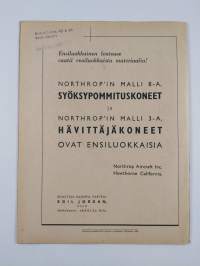 Ensiluokkainen lentoase
vaatii ensiluokkaista materiaalia!
NORTHROP'IN MALLI 8-A.
SYÖKSYPOMMITUSKONEET
ja
NORTHROP'IN MALLI 3-A.
HÄVITTÄJÄKONEET
OVAT ENSILUOKKAISIA
Northrop Aircraft Inc.
Hawthorne California.
EMIL JORDAN,